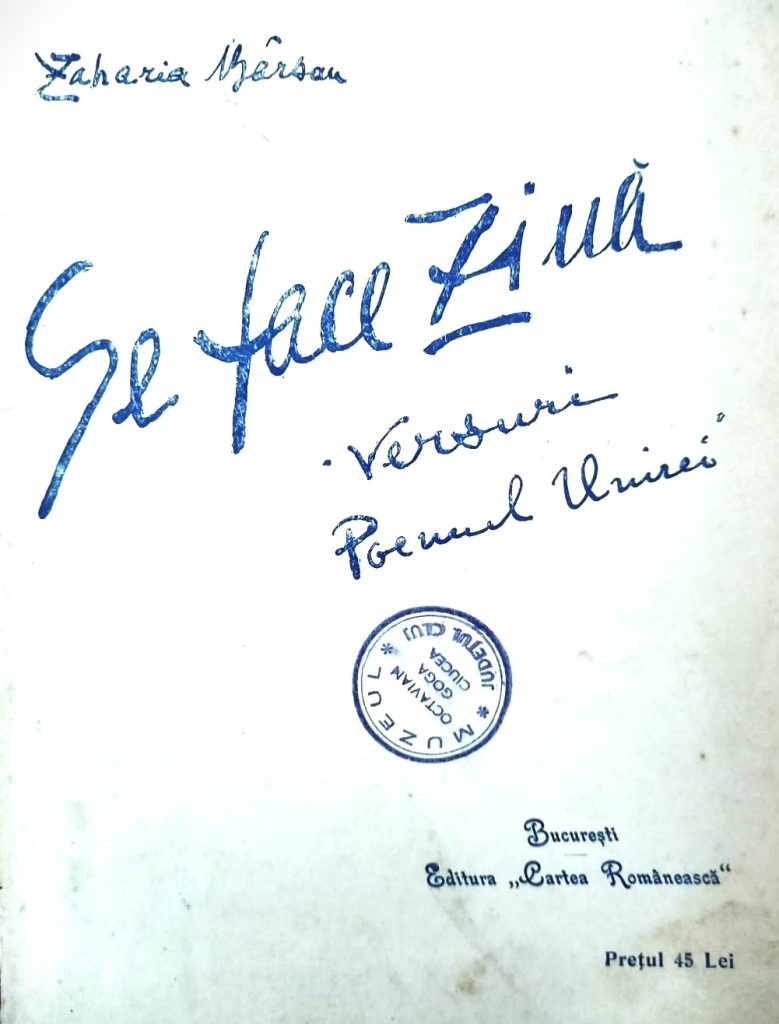 Zaharia Bârsan
Se face Ziuă
Versuri
Poemul Unirei"
MUZEUL * JUDEȚUL CLUJ *
OCTAVIAN
GOGA
CIUCEA
București
Editura „Cartea Românească“
Prețul 45 Lei